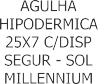 AGULHA
HIPODERMICA
25X7 C/DISP
SEGUR - SOL
MILLENNIUM